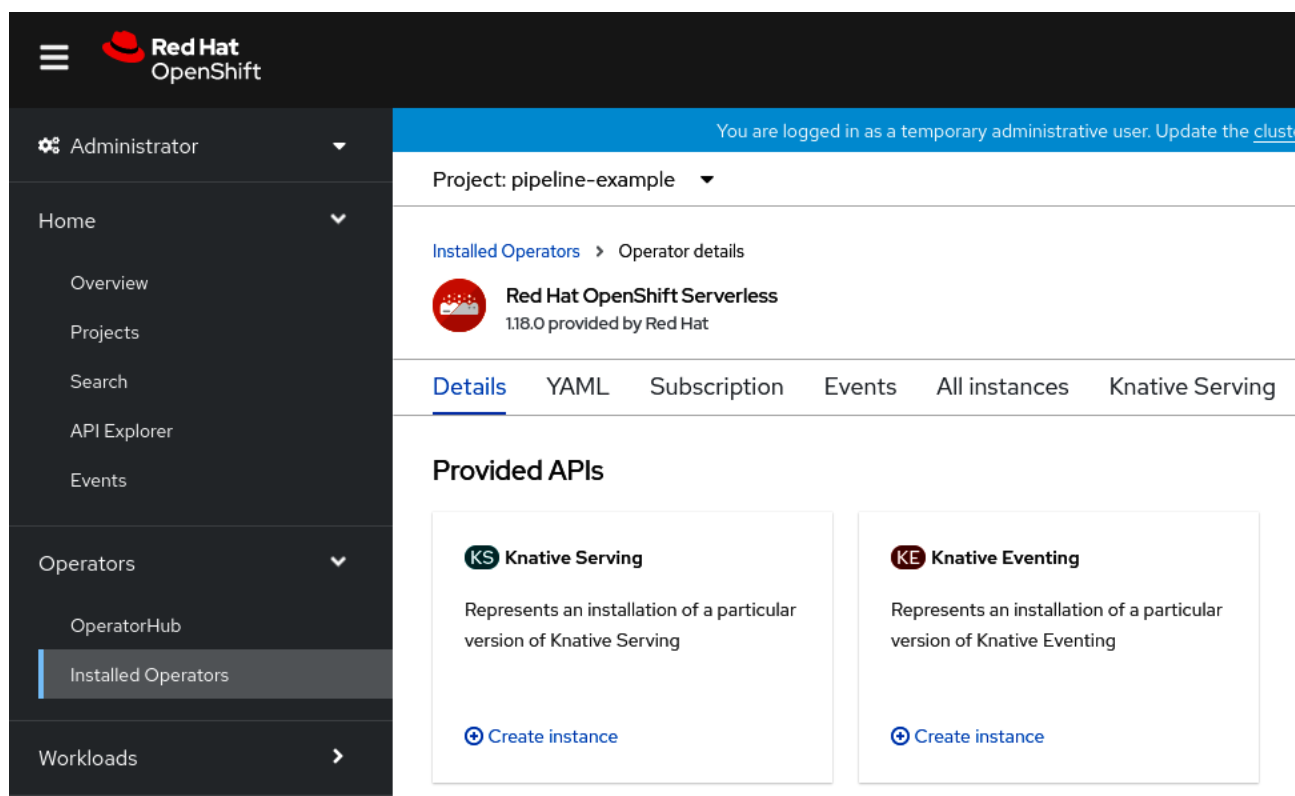 Red Hat
OpenShift
Administrator
You are logged in as a temporary administrative user. Update the
Project: pipeline-example
Home
Overview
Projects
Search
API Explorer
Events
Operators
OperatorHub
Installed Operators
Workloads
Installed Operators > Operator details
Red Hat OpenShift Serverless
1.18.0 provided by Red Hat
Details YAML Subscription Events All instances Knative Serving
Provided APIs
KS Knative Serving
Represents an installation of a particular
version of Knative Serving
Create instance
KE Knative Eventing
Represents an installation of a particular
version of Knative Eventing
Create instance